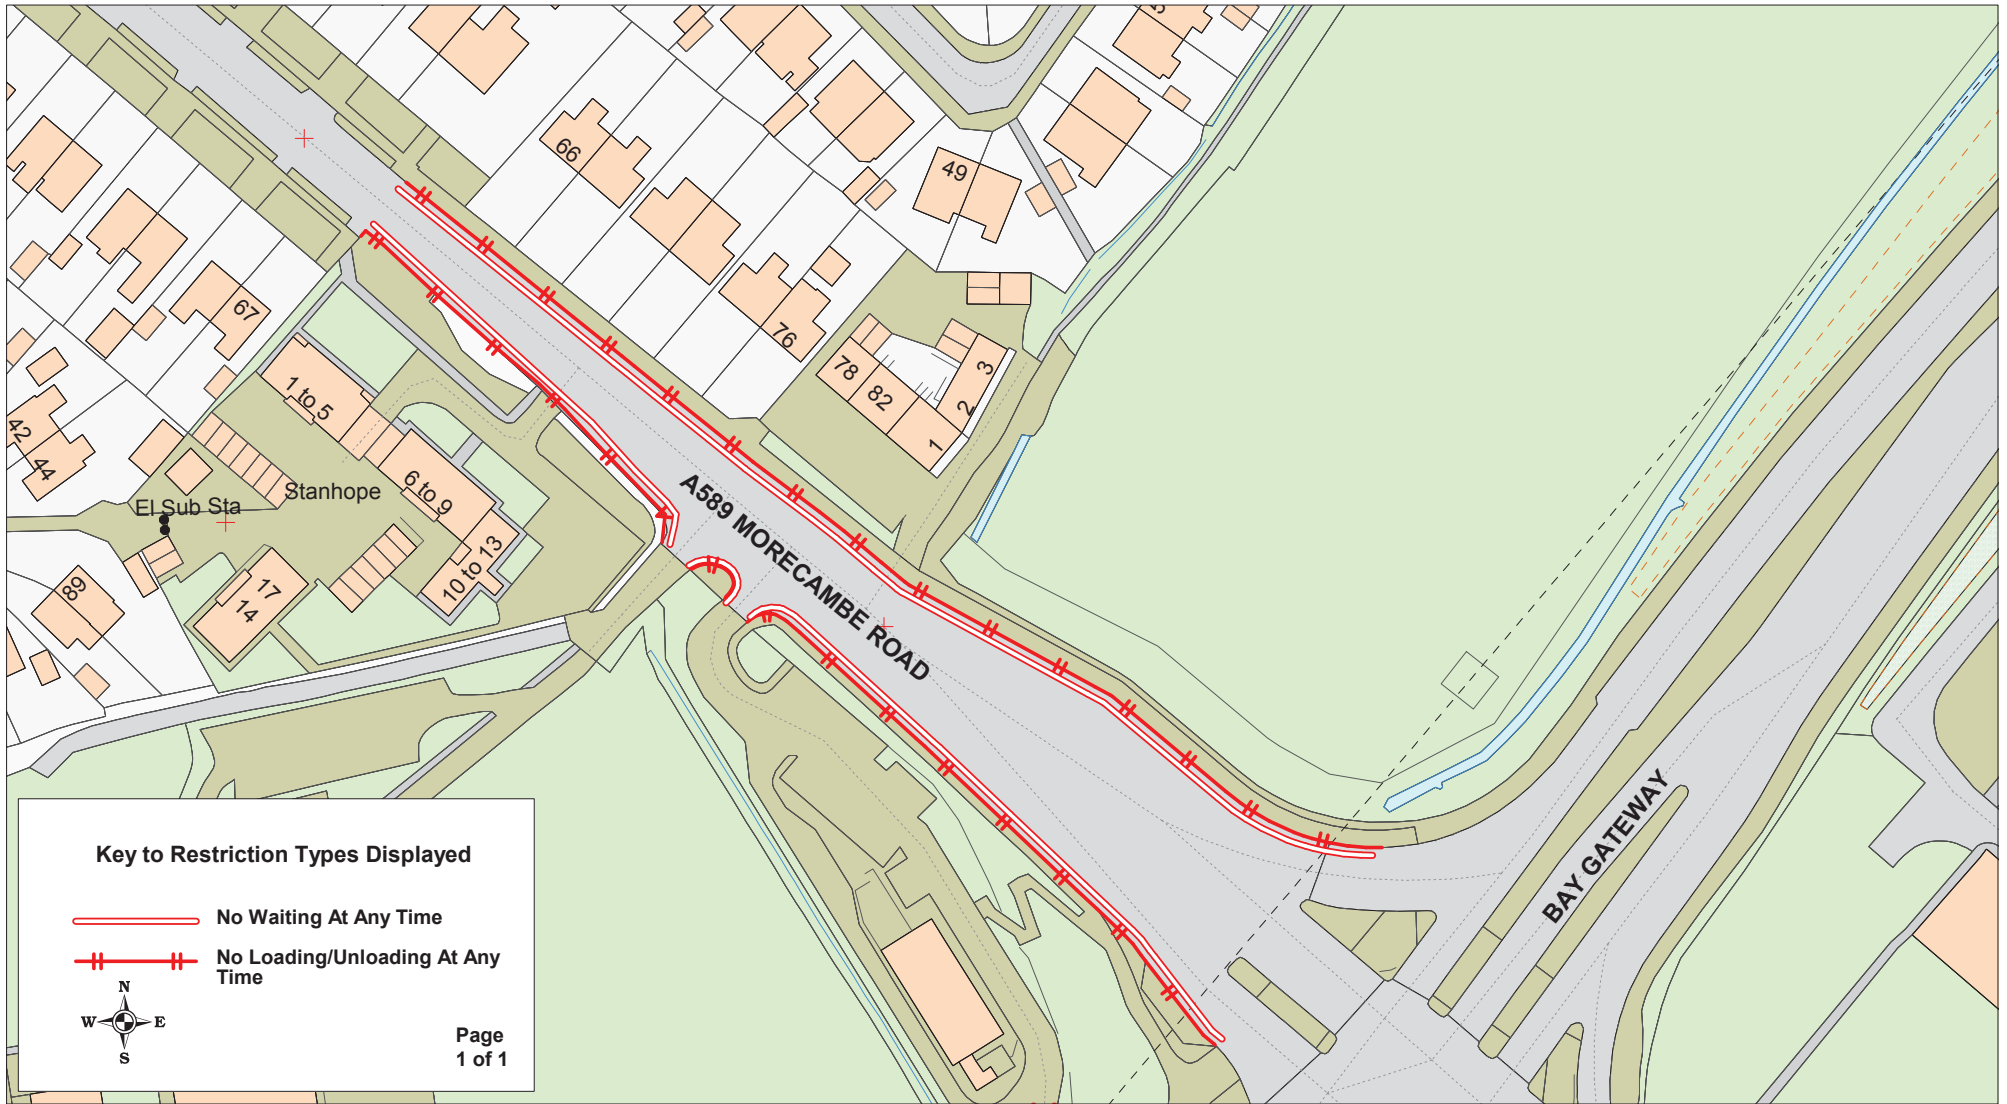 66
49
67
76
78
82
3
2
1
1 to 5
42
44
6 to 9
Stanhope
El Sub Sta
10 to 13
17
14
89
A589 MORECAMBE ROAD
BAY GATEWAY
Key to Restriction Types Displayed
No Waiting At Any Time
No Loading/Unloading At Any
Time
N
W E
S
Page
1 of 1